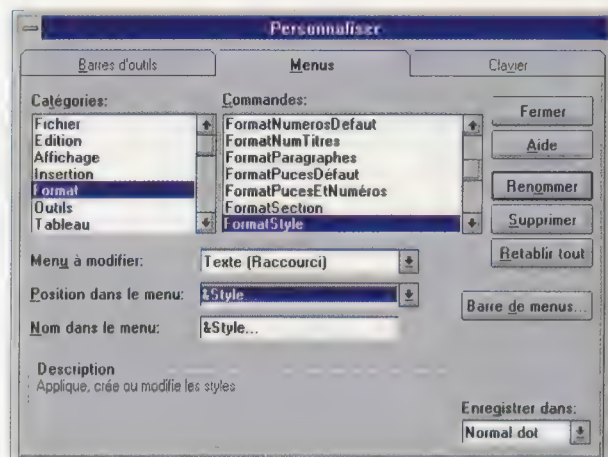 Personnaliser
Barres d'outils
Menus
Clavier
Catégories:
Fichier
Edition
Affichage
Insertion
Format
Outils
Tableau
Commandes:
FormatNumerosDefaut
FormatNumTitres
FormatParagraphes
FormatPucesDéfaut
FormatPucesEtNuméros
FormatSection
FormatStyle
Fermer
Aide
Renommer
Supprimer
Retablir tout
Menu à modifier:
Texte (Raccourci)
Position dans le menu:
&Style...
Barre de menus...
Nom dans le menu:
&Style...
Description
Applique, crée ou modifie les styles
Enregistrer dans:
Normal dot